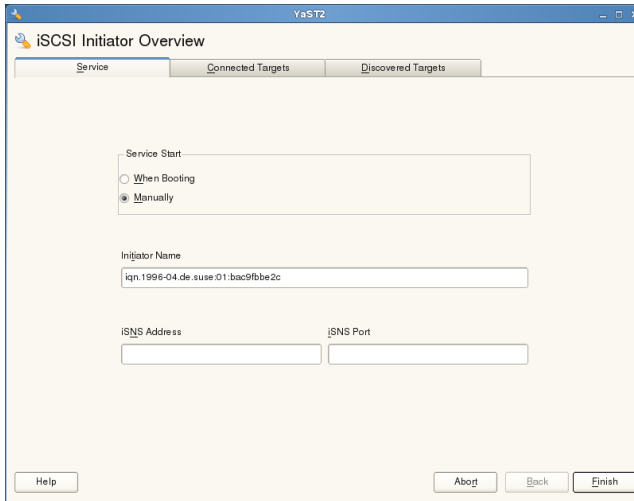 YaST2
iSCSI Initiator Overview
Service
Connected Targets
Discovered Targets
Service Start
When Booting
Manually
Initiator Name
iqn.1996-04.de.suse:01:bac9fbbe2c
iSNS Address
iSNS Port
Help
Abort
Back
Finish